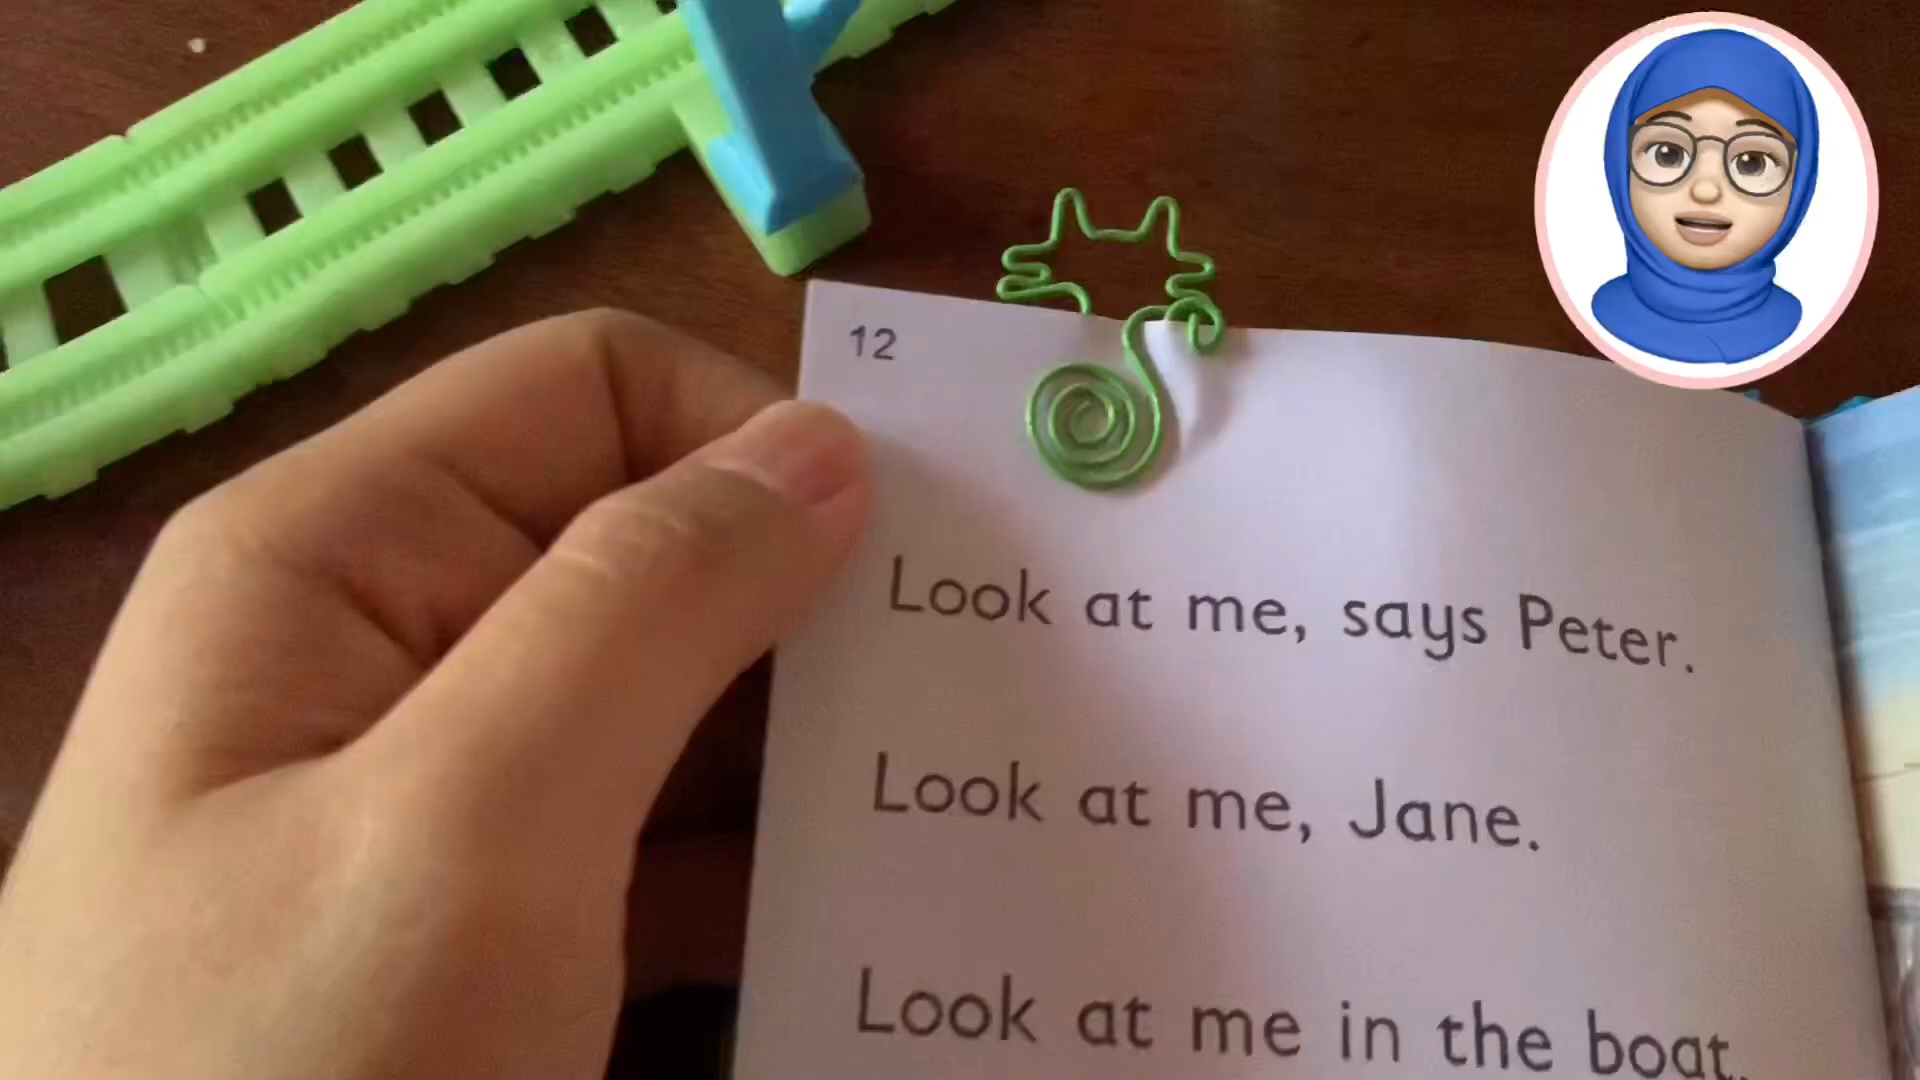 12
Look at me, says Peter.
Look at me, Jane.
Look at me in the boat.